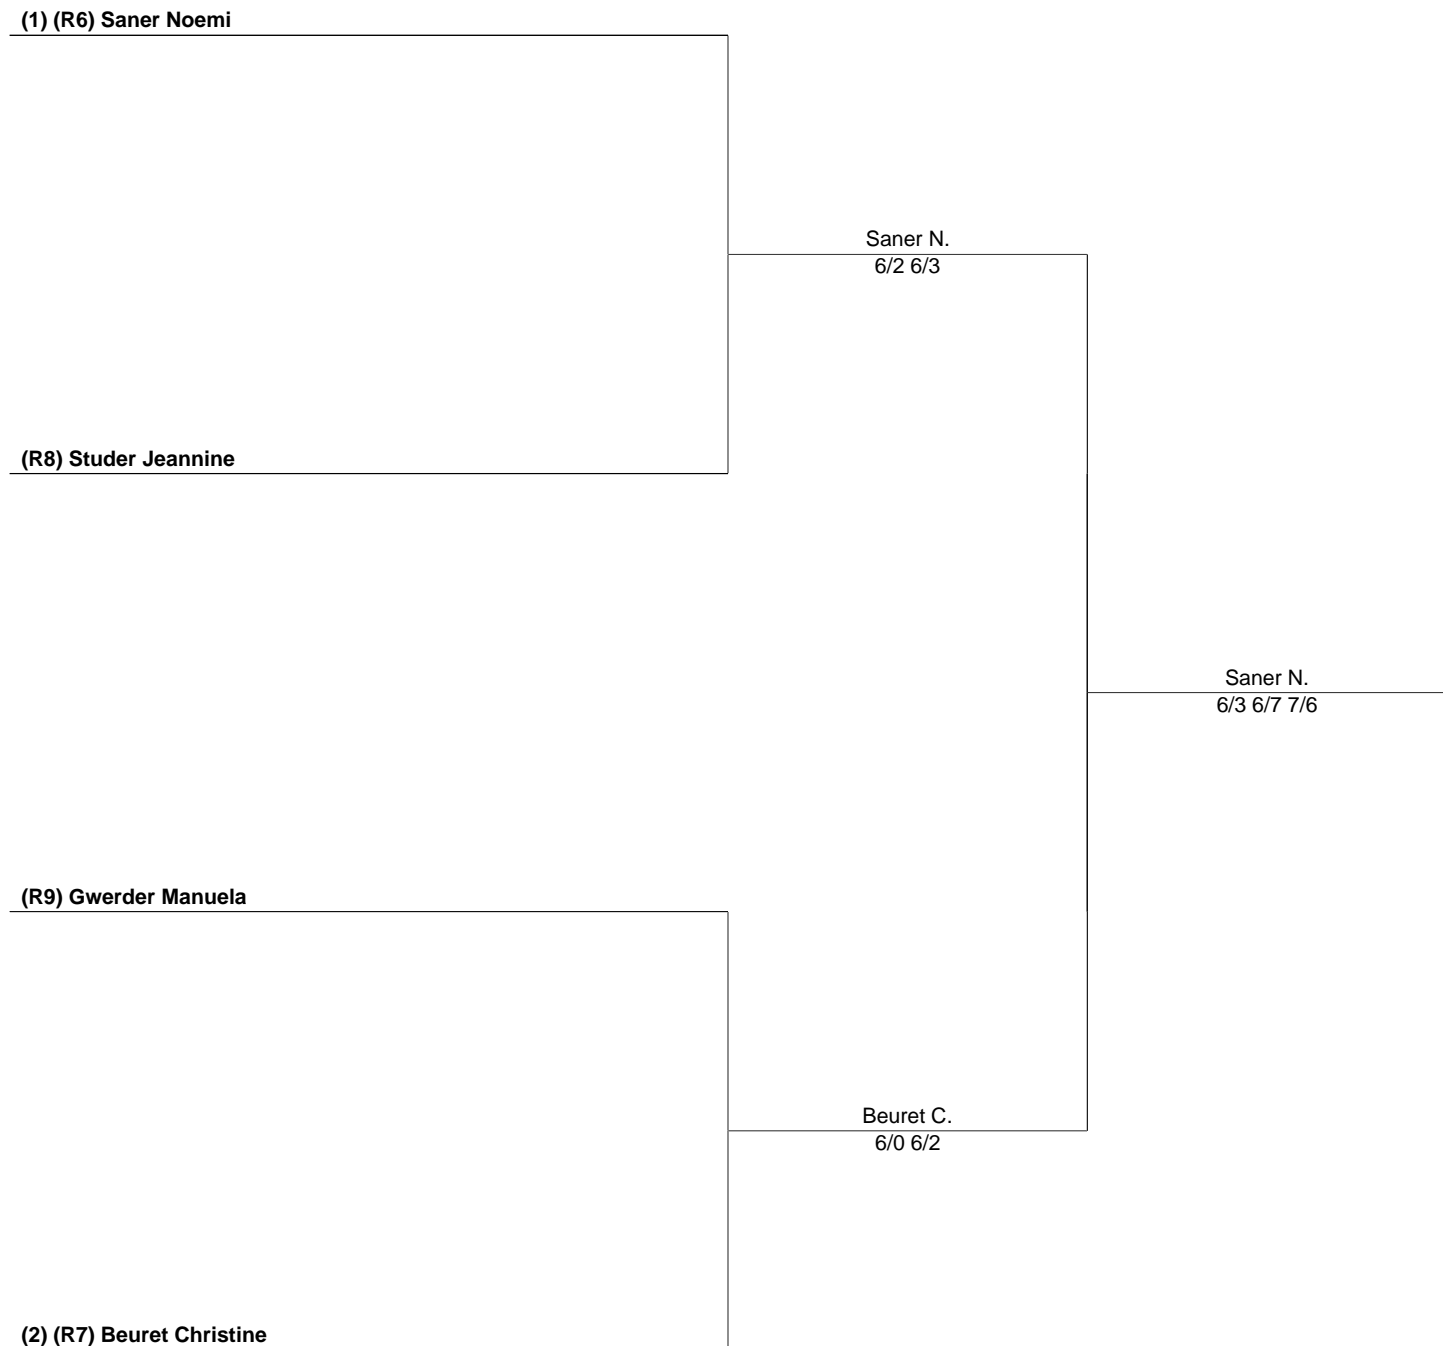 (1) (R6) Saner Noemi
Saner N.
6/2 6/3
(R8) Studer Jeannine
Saner N.
6/3 6/7 7/6
(R9) Gwerder Manuela
Beuret C.
6/0 6/2
(2) (R7) Beuret Christine